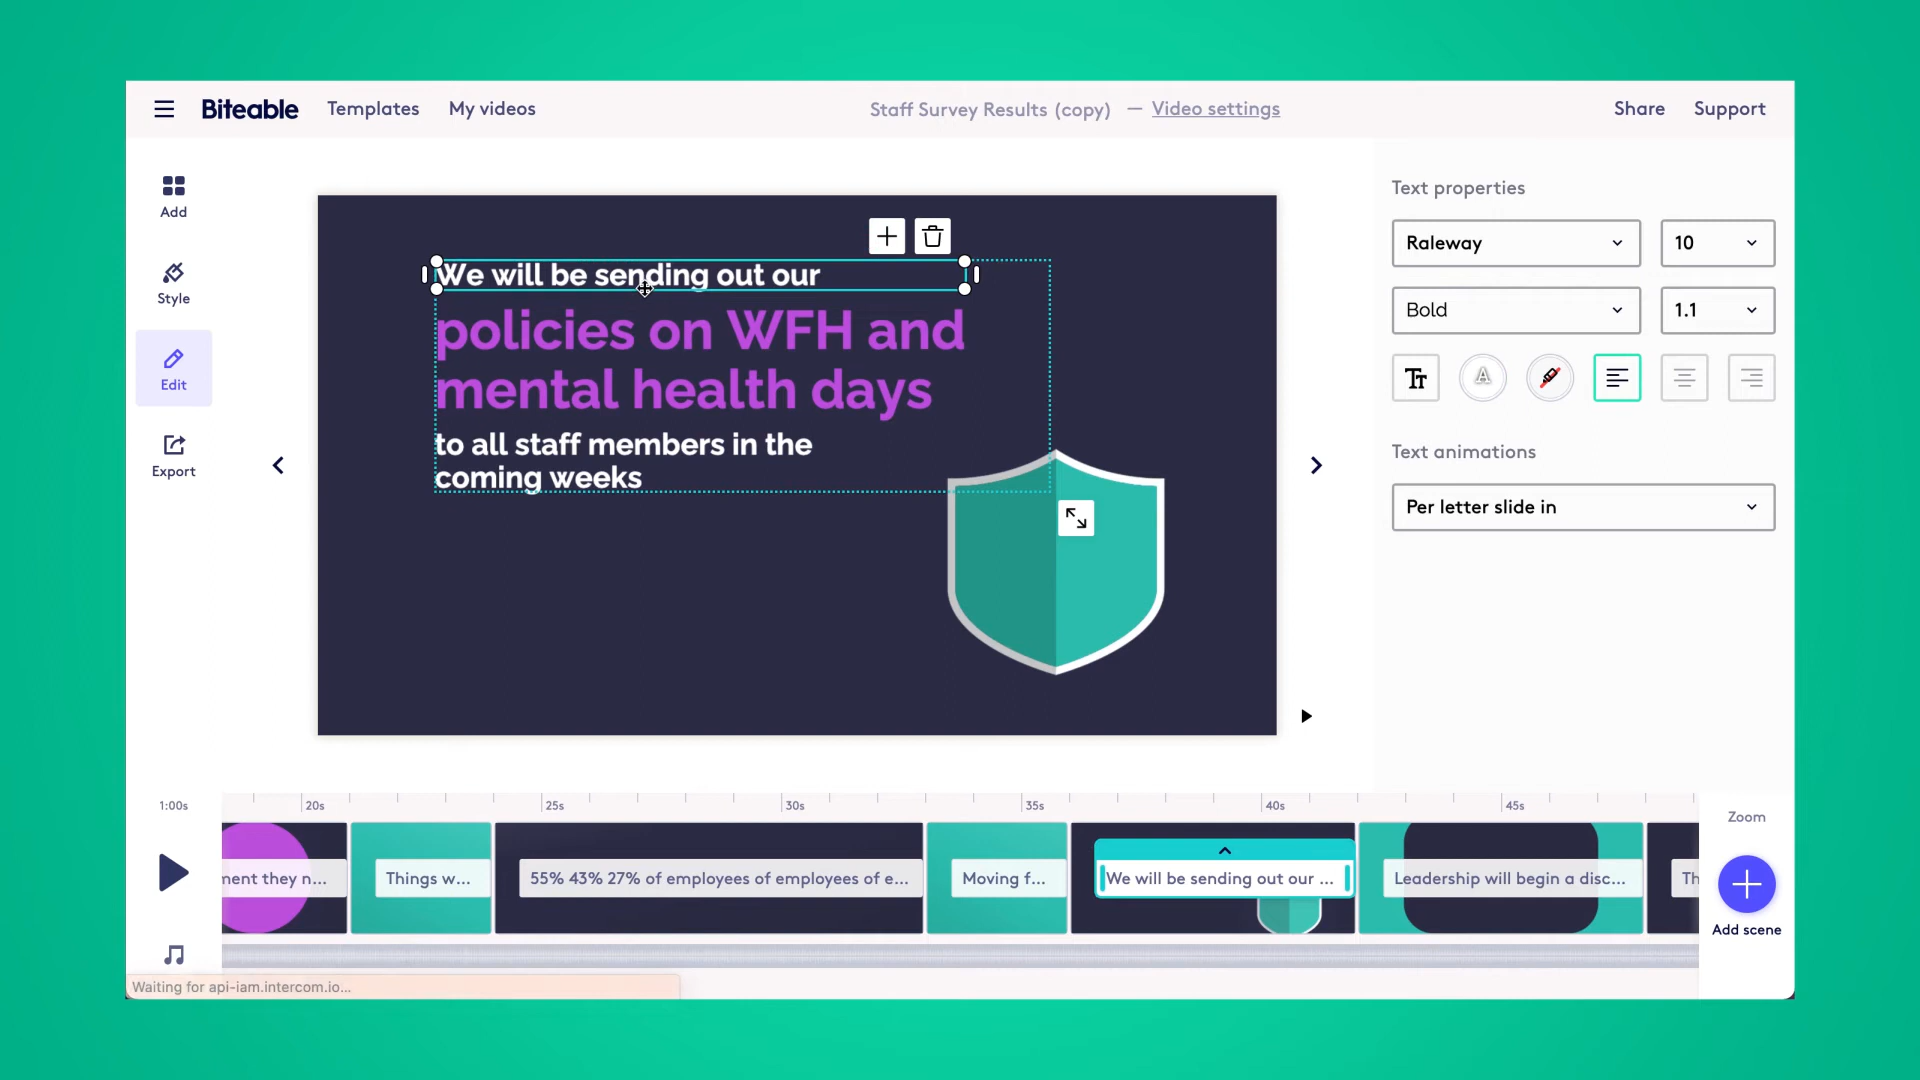 Biteable
Templates
My videos
Staff Survey Results (copy) — Video settings
Share
Support
Add
Style
Edit
Export
We will be sending out our
policies on WFH and
mental health days
to all staff members in the
coming weeks
Text properties
Raleway
10
Bold
1.1
Tt
A
Text animations
Per letter slide in
1:00s
20s
25s
30s
35s
40s
45s
Zoom
ment they n...
Things w...
55% 43% 27% of employees of employees of e...
Moving f...
We will be sending out our ...
Leadership will begin a disc...
Th
Add scene
Waiting for api-iam.intercom.io...